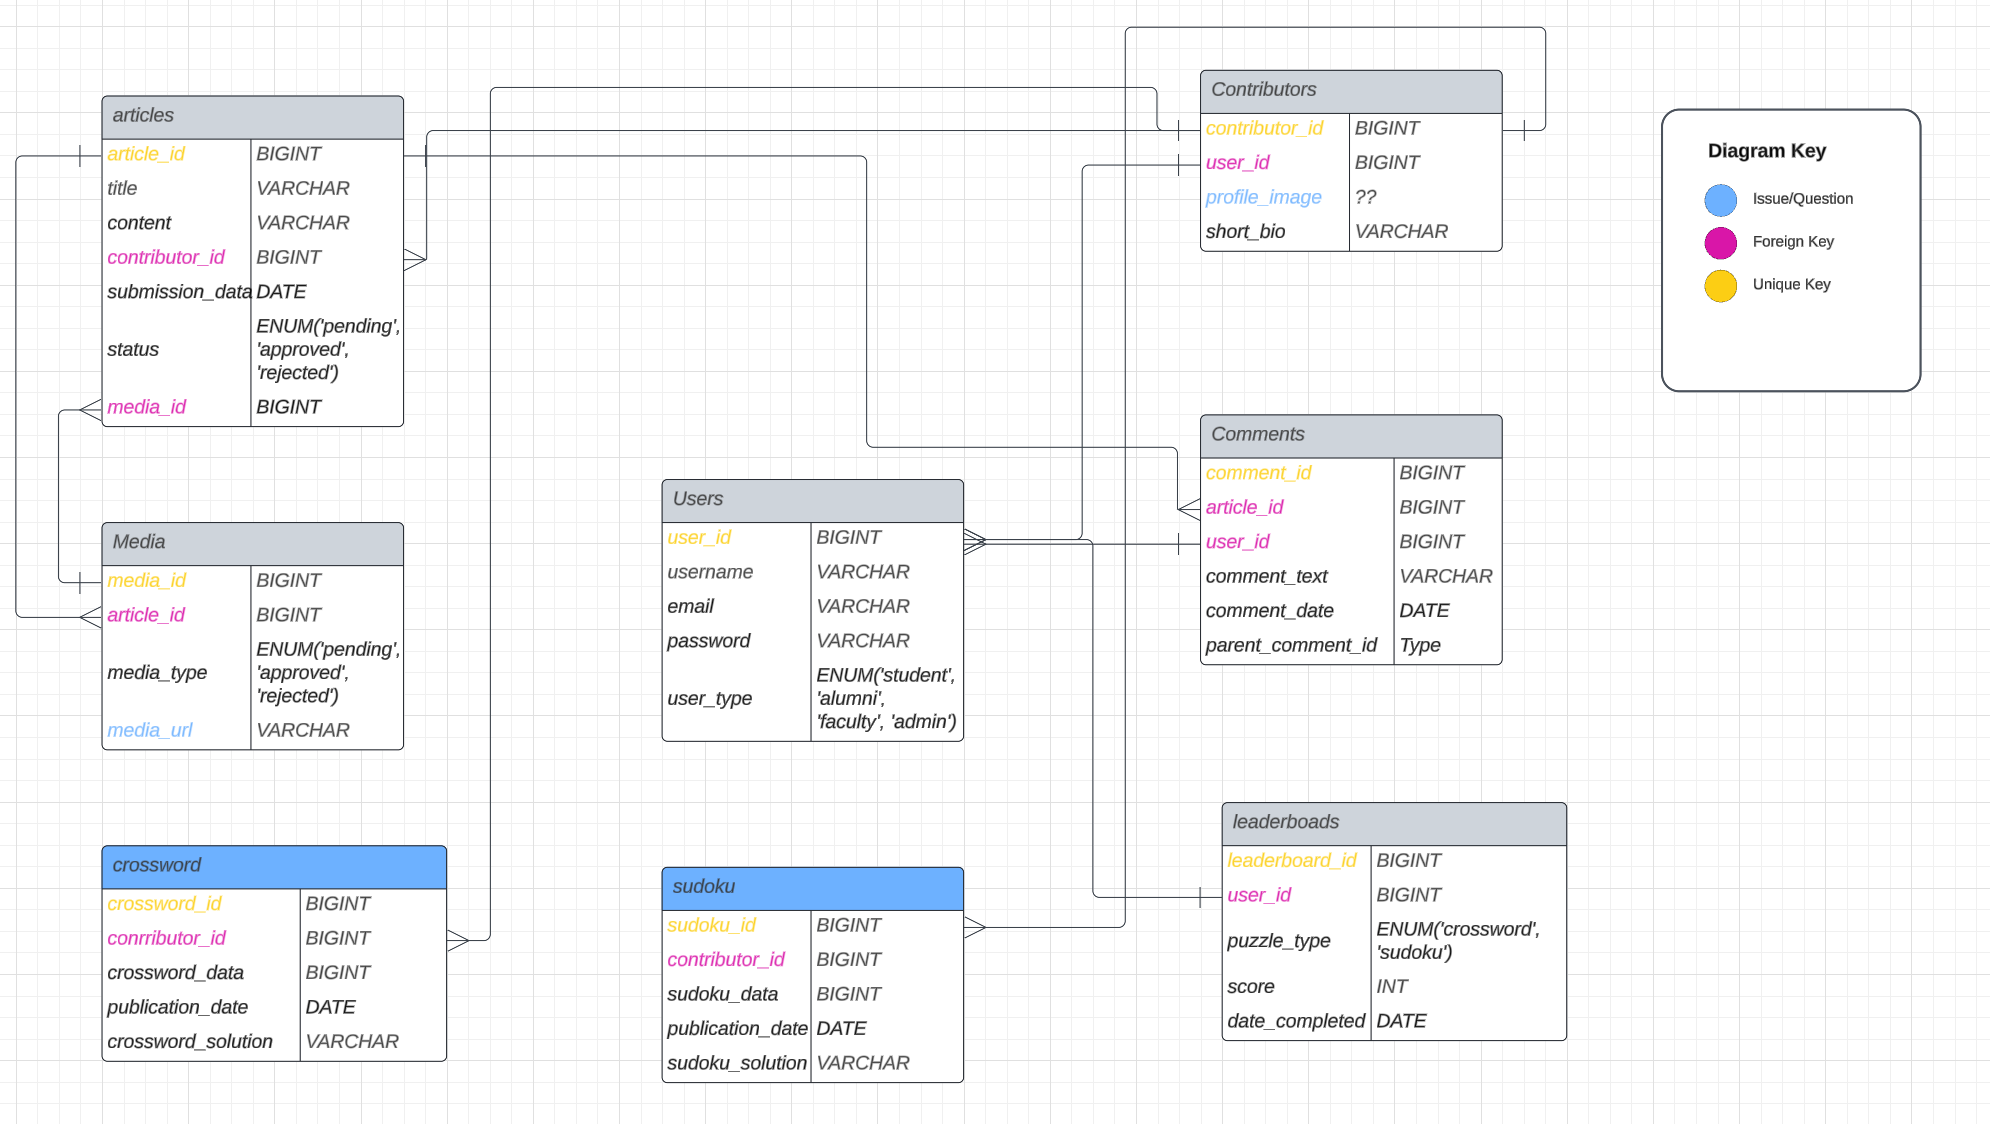 articles
article_id BIGINT
title VARCHAR
content VARCHAR
contributor_id BIGINT
submission_data DATE
status ENUM('pending',
'approved',
'rejected')
media_id BIGINT
Media
media_id BIGINT
article_id BIGINT
media_type ENUM('pending',
'approved',
'rejected')
media_url VARCHAR
crossword
crossword_id BIGINT
conrributor_id BIGINT
crossword_data BIGINT
publication_date DATE
crossword_solution VARCHAR
Users
user_id BIGINT
username VARCHAR
email VARCHAR
password VARCHAR
user_type ENUM('student',
'alumni',
'faculty', 'admin')
sudoku
sudoku_id BIGINT
contributor_id BIGINT
sudoku_data BIGINT
publication_date DATE
sudoku_solution VARCHAR
Contributors
contributor_id BIGINT
user_id BIGINT
profile_image ??
short_bio VARCHAR
Comments
comment_id BIGINT
article_id BIGINT
user_id BIGINT
comment_text VARCHAR
comment_date DATE
parent_comment_id Type
leaderboads
leaderboard_id BIGINT
user_id BIGINT
puzzle_type ENUM('crossword',
'sudoku')
score INT
date_completed DATE
Diagram Key
Issue/Question
Foreign Key
Unique Key